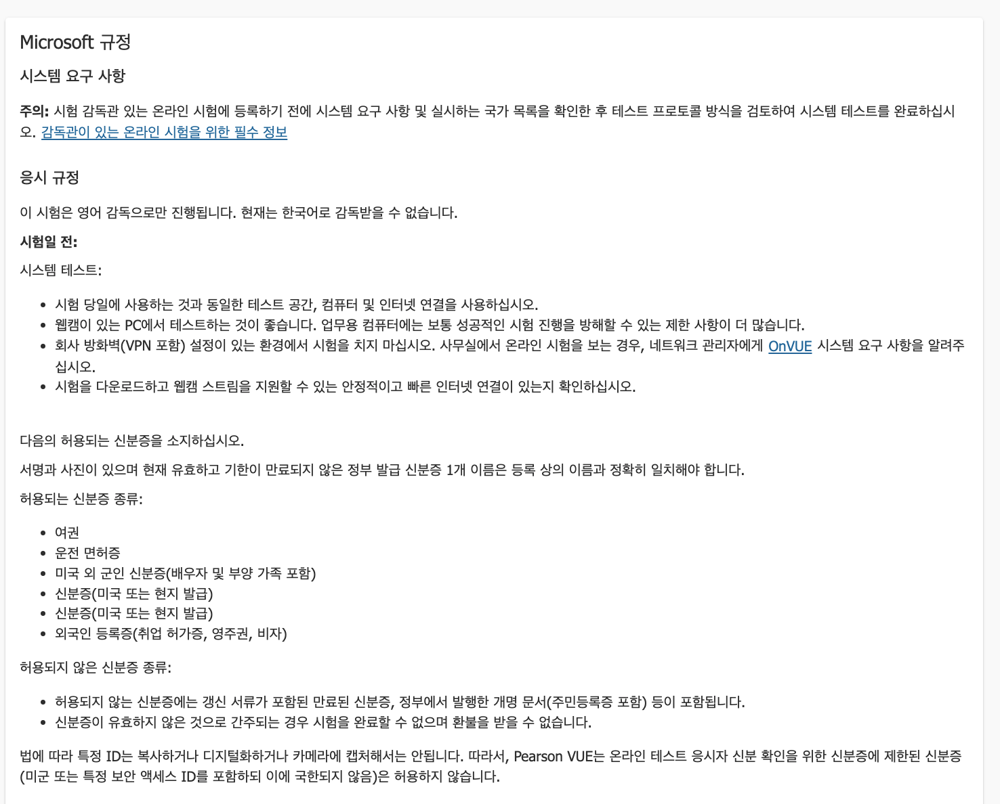 Microsoft 규정
시스템 요구 사항
주의: 시험 감독관 있는 온라인 시험에 등록하기 전에 시스템 요구 사항 및 실시하는 국가 목록을 확인한 후 테스트 프로토콜 방식을 검토하여 시스템 테스트를 완료하십시
오. 감독관이 있는 온라인 시험을 위한 필수 정보
응시 규정
이 시험은 영어 감독으로만 진행됩니다. 현재는 한국어로 감독받을 수 없습니다.
시험일 전:
시스템 테스트:
• 시험 당일에 사용하는 것과 동일한 테스트 공간, 컴퓨터 및 인터넷 연결을 사용하십시오.
• 웹캠이 있는 PC에서 테스트하는 것이 좋습니다. 업무용 컴퓨터에는 보통 성공적인 시험 진행을 방해할 수 있는 제한 사항이 더 많습니다.
• 회사 방화벽(VPN 포함) 설정이 있는 환경에서 시험을 치지 마십시오. 사무실에서 온라인 시험을 보는 경우, 네트워크 관리자에게 OnVUE 시스템 요구 사항을 알려주
십시오.
• 시험을 다운로드하고 웹캠 스트림을 지원할 수 있는 안정적이고 빠른 인터넷 연결이 있는지 확인하십시오.
다음의 허용되는 신분증을 소지하십시오.
서명과 사진이 있으며 현재 유효하고 기한이 만료되지 않은 정부 발급 신분증 1개 이름은 등록 상의 이름과 정확히 일치해야 합니다.
허용되는 신분증 종류:
• 여권
• 운전 면허증
• 미국 외 군인 신분증(배우자 및 부양 가족 포함)
• 신분증(미국 또는 현지 발급)
• 신분증(미국 또는 현지 발급)
• 외국인 등록증(취업 허가증, 영주권, 비자)
허용되지 않은 신분증 종류:
• 허용되지 않는 신분증에는 갱신 서류가 포함된 만료된 신분증, 정부에서 발행한 개명 문서(주민등록증 포함) 등이 포함됩니다.
• 신분증이 유효하지 않은 것으로 간주되는 경우 시험을 완료할 수 없으며 환불을 받을 수 없습니다.
법에 따라 특정 ID는 복사하거나 디지털화하거나 카메라에 캡처해서는 안됩니다. 따라서, Pearson VUE는 온라인 테스트 응시자 신분 확인을 위한 신분증에 제한된 신분증
(미군 또는 특정 보안 액세스 ID를 포함하되 이에 국한되지 않음)은 허용하지 않습니다.